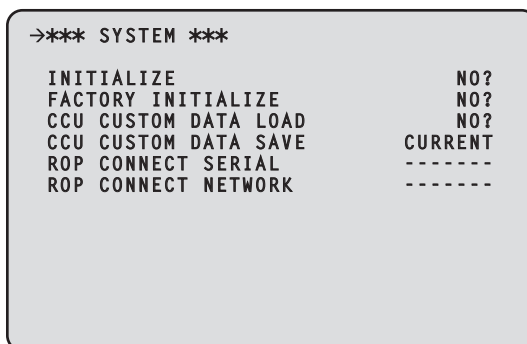 →*** SYSTEM ***
INITIALIZE NO?
FACTORY INITIALIZE NO?
CCU CUSTOM DATA LOAD NO?
CCU CUSTOM DATA SAVE CURRENT
ROP CONNECT SERIAL -------
ROP CONNECT NETWORK -------